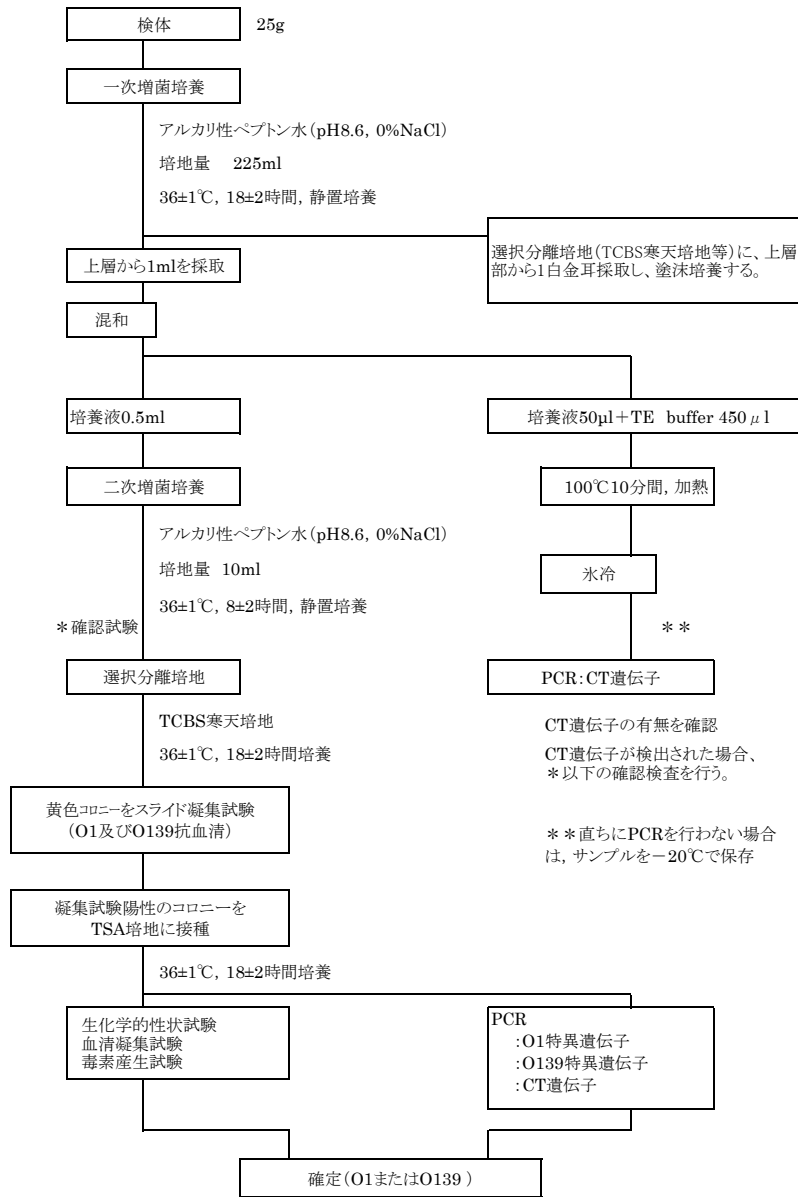 検体 25g
一次増菌培養
アルカリ性ペプトン水(pH8.6, 0%NaCl)
培地量 225ml
36±1℃, 18±2時間, 静置培養
選択分離培地(TCBS寒天培地等)に、上層
部から1白金耳採取し、塗沫培養する。
上層から1mlを採取
混和
培養液0.5ml
培養液50µl+TE buffer 450μl
二次増菌培養
100℃10分間, 加熱
アルカリ性ペプトン水(pH8.6, 0%NaCl)
培地量 10ml
36±1℃, 8±2時間, 静置培養
氷冷
*確認試験
**
選択分離培地
PCR:CT遺伝子
TCBS寒天培地
36±1℃, 18±2時間培養
CT遺伝子の有無を確認
CT遺伝子が検出された場合、
*以下の確認検査を行う。
黄色コロニーをスライド凝集試験
(O1及びO139抗血清)
**直ちにPCRを行わない場合
は, サンプルを-20℃で保存
凝集試験陽性のコロニーを
TSA培地に接種
36±1℃, 18±2時間培養
生化学的性状試験
血清凝集試験
毒素産生試験
PCR
:O1特異遺伝子
:O139特異遺伝子
:CT遺伝子
確定(O1またはO139 )